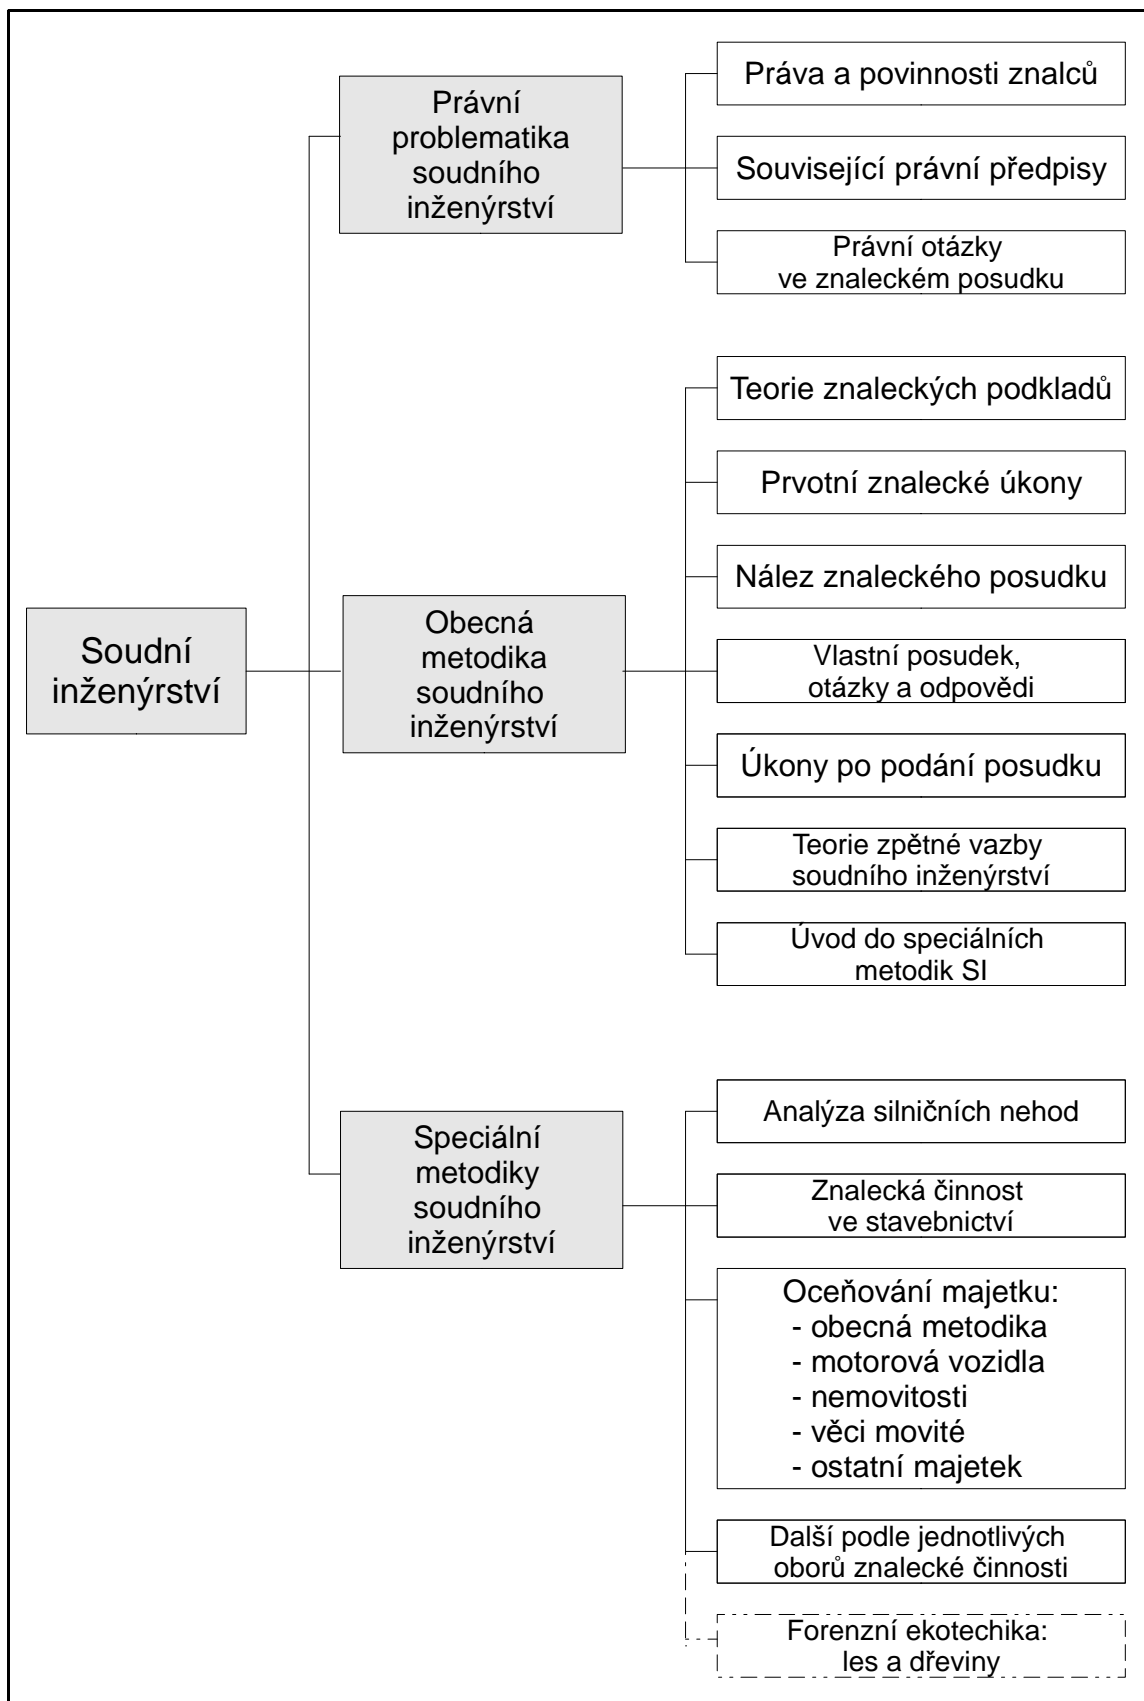 Soudní
inženýrství
Právní
problematika
soudního
inženýrství
Práva a povinnosti znalců
Související právní předpisy
Právní otázky
ve znaleckém posudku
Obecná
metodika
soudního
inženýrství
Teorie znaleckých podkladů
Prvotní znalecké úkony
Nález znaleckého posudku
Vlastní posudek,
otázky a odpovědi
Úkony po podání posudku
Teorie zpětné vazby
soudního inženýrství
Úvod do speciálních
metodik SI
Speciální
metodiky
soudního
inženýrství
Analýza silničních nehod
Znalecká činnost
ve stavebnictví
Oceňování majetku:
- obecná metodika
- motorová vozidla
- nemovitosti
- věci movité
- ostatní majetek
Další podle jednotlivých
oborů znalecké činnosti
Forenzní ekotechika:
les a dřeviny